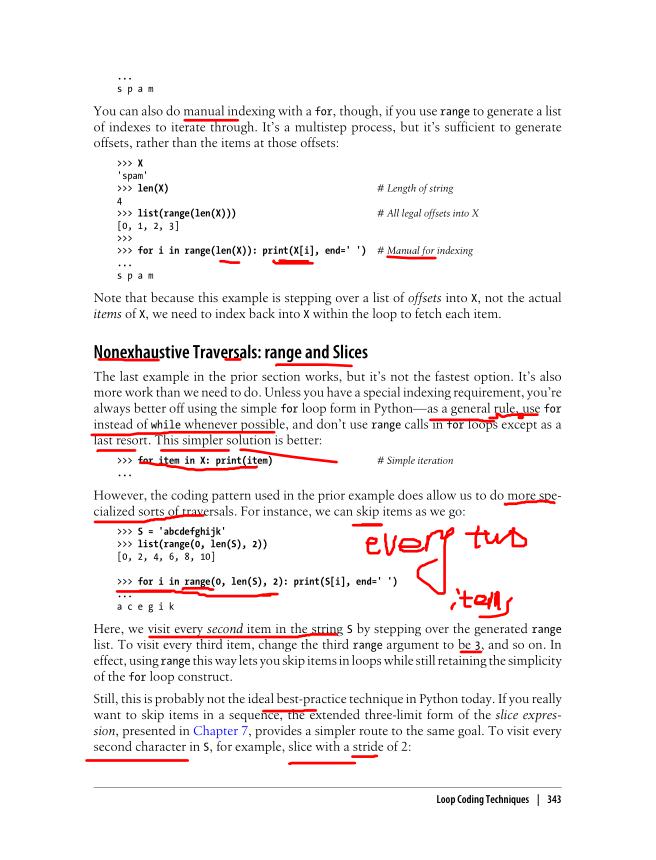 ...
s p a m
You can also do manual indexing with a for, though, if you use range to generate a list
of indexes to iterate through. It's a multistep process, but it's sufficient to generate
offsets, rather than the items at those offsets:
>>> X
'spam'
>>> len(X) # Length of string
4
>>> list(range(len(X))) # All legal offsets into X
[0, 1, 2, 3]
>>>
>>> for i in range(len(X)): print(X[i], end=' ') # Manual for indexing
...
s p a m
Note that because this example is stepping over a list of offsets into X, not the actual
items of X, we need to index back into X within the loop to fetch each item.
Nonexhaustive Traversals: range and Slices
The last example in the prior section works, but it's not the fastest option. It's also
more work than we need to do. Unless you have a special indexing requirement, you're
always better off using the simple for loop form in Python—as a general rule, use for
instead of while whenever possible, and don't use range calls in for loops except as a
last resort. This simpler solution is better:
>>> for item in X: print(item) # Simple iteration
...
However, the coding pattern used in the prior example does allow us to do more spe-
cialized sorts of traversals. For instance, we can skip items as we go:
>>> S = 'abcdefghijk'
>>> list(range(0, len(S), 2))
[0, 2, 4, 6, 8, 10]
every two
>>> for i in range(0, len(S), 2): print(S[i], end=' ')
...
items
a c e g i k
Here, we visit every second item in the string S by stepping over the generated range
list. To visit every third item, change the third range argument to be 3, and so on. In
effect, using range this way lets you skip items in loops while still retaining the simplicity
of the for loop construct.
Still, this is probably not the ideal best-practice technique in Python today. If you really
want to skip items in a sequence, the extended three-limit form of the slice expres-
sion, presented in Chapter 7, provides a simpler route to the same goal. To visit every
second character in S, for example, slice with a stride of 2:
Loop Coding Techniques | 343